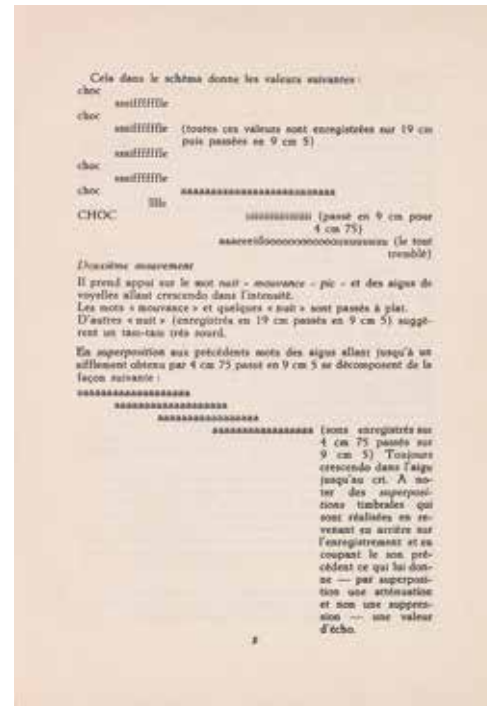 Cela dans le schéma donne les valeurs suivantes :
choc
sssifffffffle
choc
sssifffffffle (toutes ces valeurs sont enregistrées sur 19 cm
puis passées en 9 cm 5)
sssifffffffle
choc
sssifffffffle
choc aaaaaaaaaaaaaaaaaaaaaaaaaaaa
llle
CHOC iiiiiiiiiiiiiiiiii (passé en 9 cm pour
4 cm 75)
(le tout
tremblé)
Deuxième mouvement
Il prend appui sur le mot nuit - mouvance - pic - et des aigus de
voyelles allant crescendo dans l'intensité.
Les mots « mouvance » et quelques « nuit » sont passés à plat.
D'autres « nuit » (enregistrés en 19 cm passés en 9 cm 5) suggè-
rent un tam-tam très sourd.
En superposition aux précédents mots des aigus allant jusqu'à un
sifflement obtenu par 4 cm 75 passé en 9 cm 5 se décomposent de la
façon suivante :
aaaaaaaaaaaaaaaaaaa
aaaaaaaaaaaaaaaaaaa
aaaaaaaaaaaaaaaaa
aaaaaaaaaaaaaaaaa (sons enregistrés sur
4 cm 75 passés sur
9 cm 5) Toujours
crescendo dans l'aigu
jusqu'au cri. A no-
ter des superposi-
tions timbrales qui
sont réalisées en re-
venant en arrière sur
l'enregistrement et en
coupant le son pré-
cédent ce qui lui don-
ne — par superposi-
tion une atténuation
et non une suppres-
sion — une valeur
d'écho.